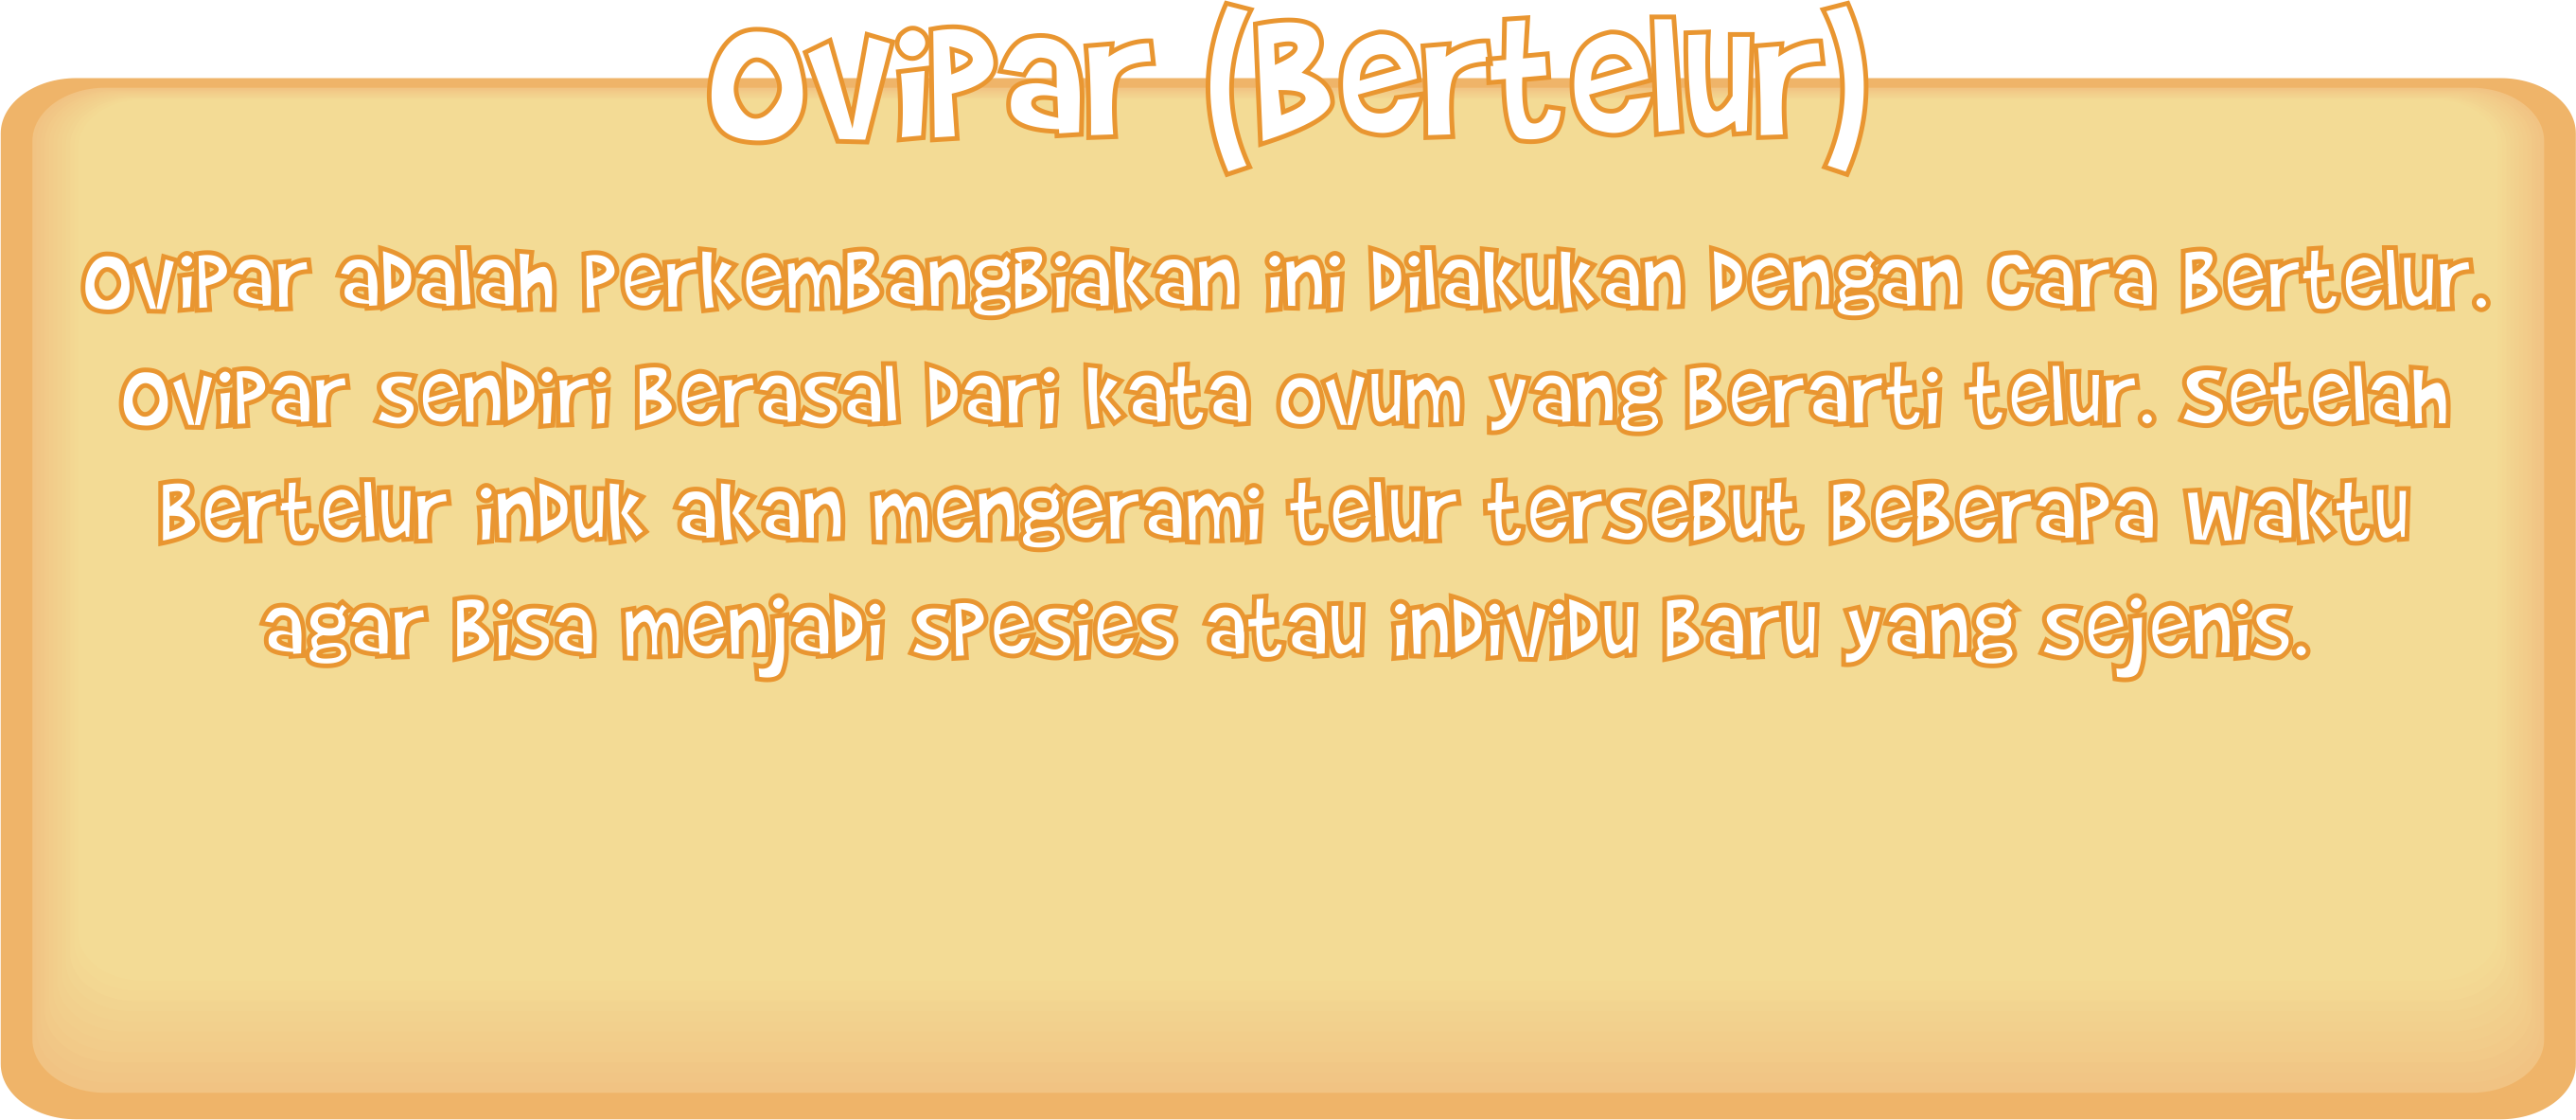 Ovipar (Bertelur)
Ovipar adalah perkembangbiakan ini dilakukan dengan cara bertelur.
Ovipar sendiri berasal dari kata ovum yang berarti telur. Setelah
bertelur induk akan mengerami telur tersebut beberapa waktu
agar bisa menjadi spesies atau individu baru yang sejenis.